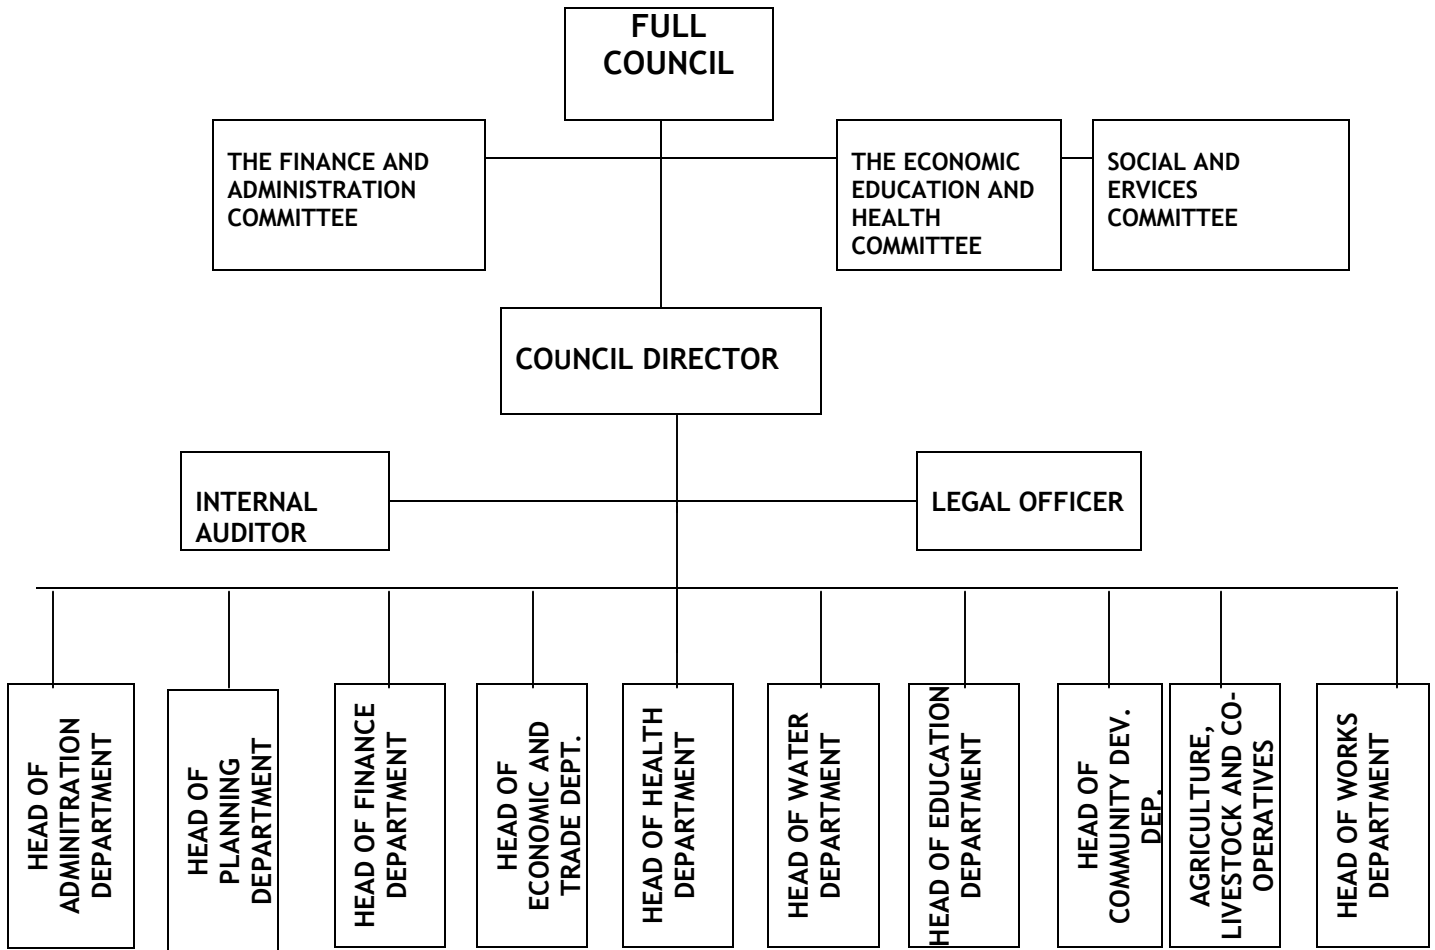 FULL
COUNCIL
THE FINANCE AND
ADMINISTRATION
COMMITTEE
THE ECONOMIC
EDUCATION AND
HEALTH
COMMITTEE
SOCIAL AND
ERVICES
COMMITTEE
COUNCIL DIRECTOR
INTERNAL
AUDITOR
LEGAL OFFICER
HEAD OF
ADMINITRATION
DEPARTMENT
HEAD OF
PLANNING
DEPARTMENT
HEAD OF FINANCE
DEPARTMENT
HEAD OF
ECONOMIC AND
TRADE DEPT.
HEAD OF HEALTH
DEPARTMENT
HEAD OF WATER
DEPARTMENT
HEAD OF EDUCATION
DEPARTMENT
HEAD OF
COMMUNITY DEV.
DEP.
AGRICULTURE,
LIVESTOCK AND CO-
OPERATIVES
HEAD OF WORKS
DEPARTMENT